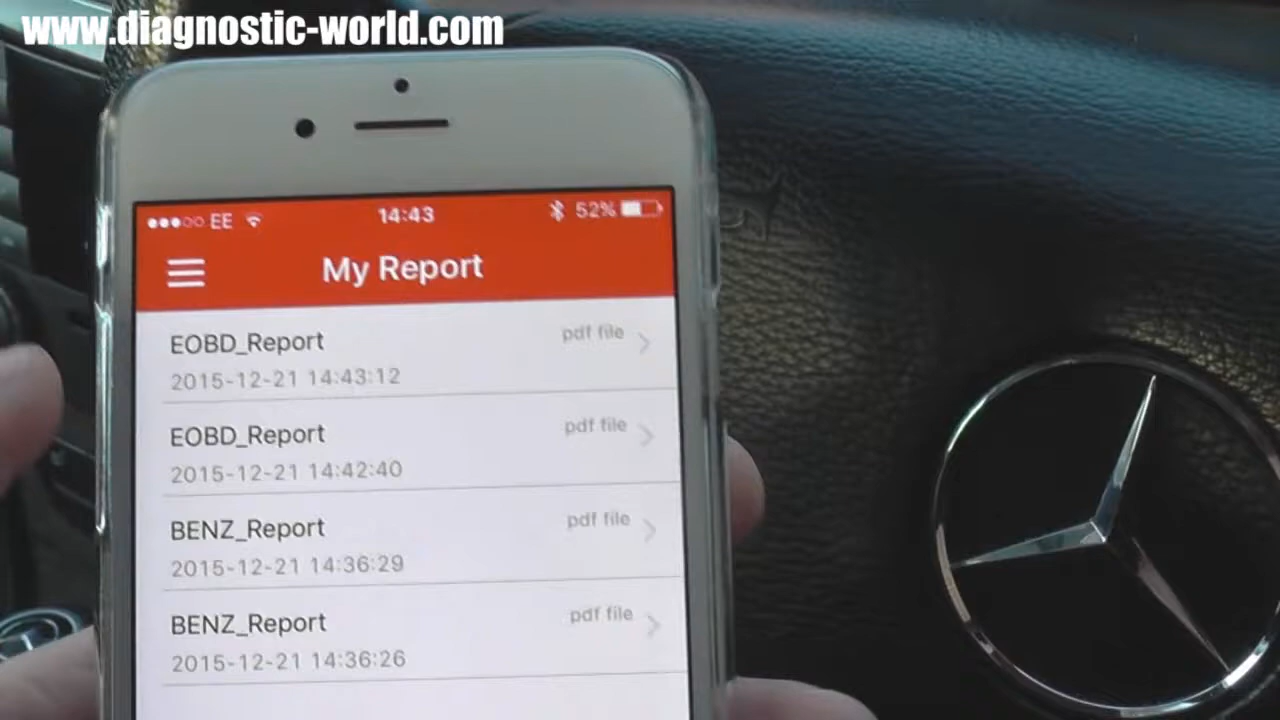 www.diagnostic-world.com
EE 14:43 52%
My Report
EOBD_Report pdf file
2015-12-21 14:43:12
EOBD_Report pdf file
2015-12-21 14:42:40
BENZ_Report pdf file
2015-12-21 14:36:29
BENZ_Report pdf file
2015-12-21 14:36:26